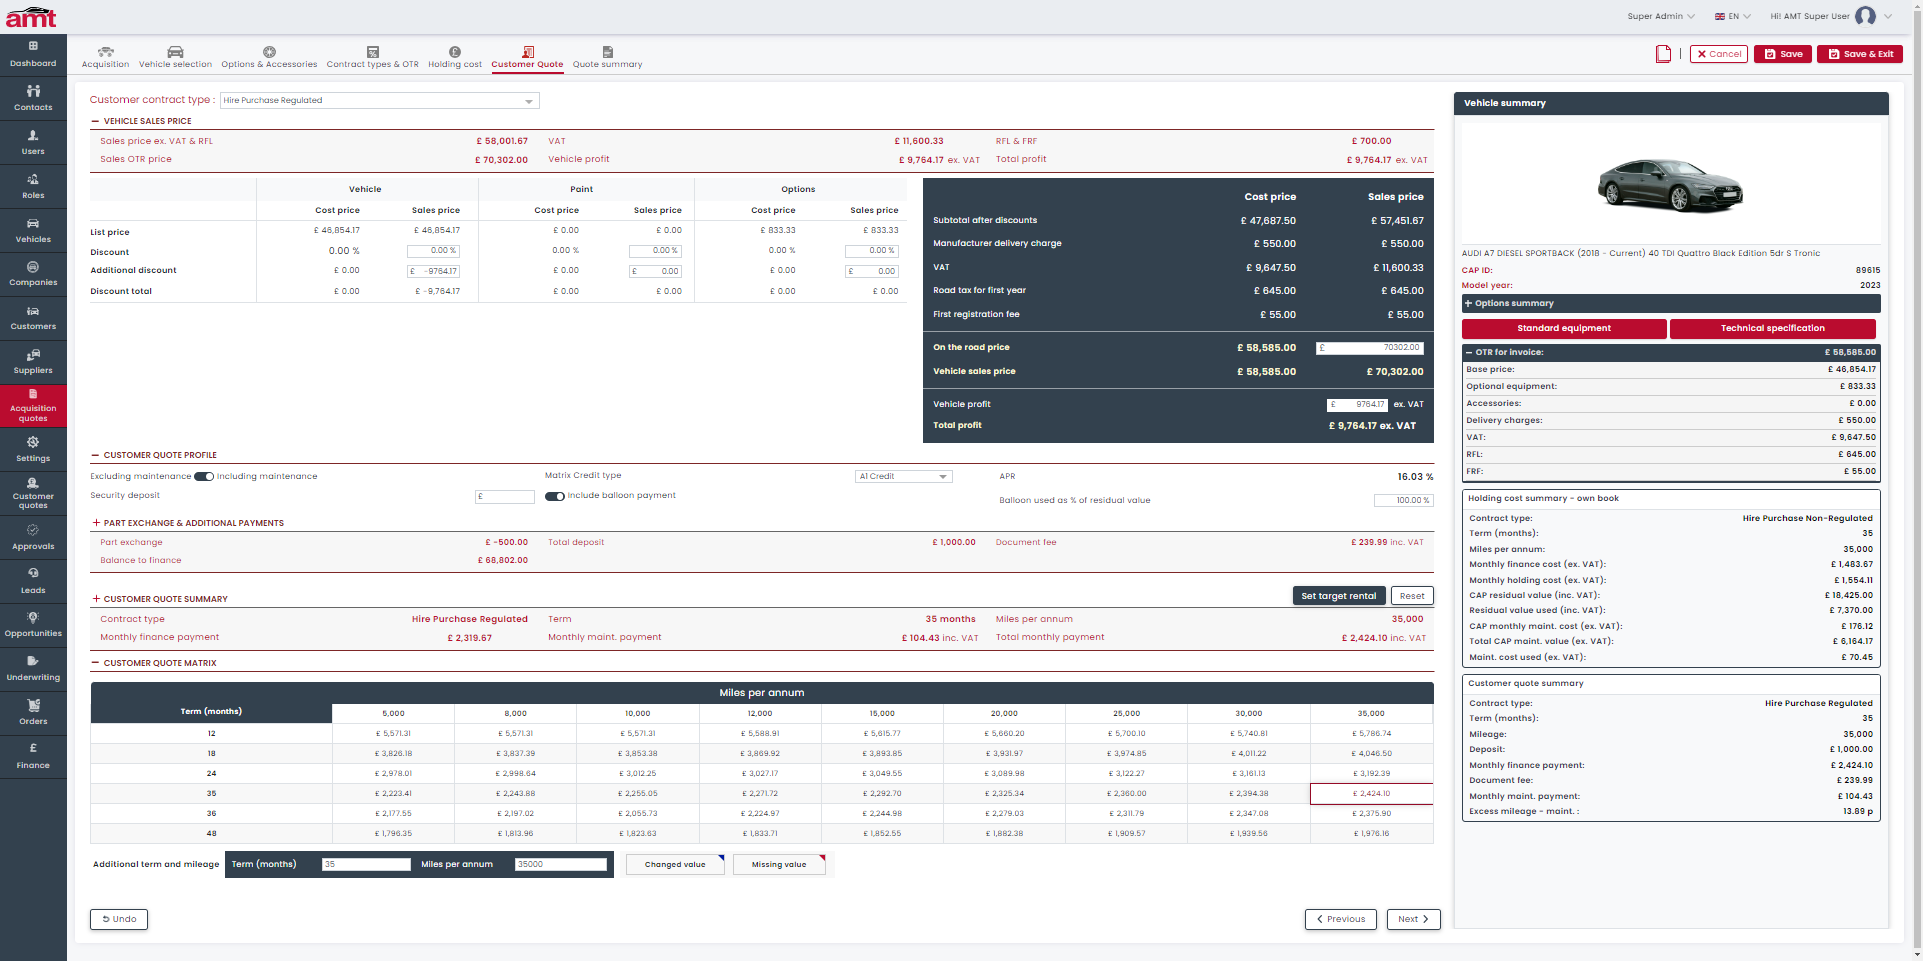 amt
Super Admin
EN
Hi! AMT Super User
Dashboard
Contacts
Users
Roles
Vehicles
Companies
Customers
Suppliers
Acquisition
quotes
Settings
Customer
quotes
Approvals
Leads
Opportunities
Underwriting
Orders
£
Finance
Acquisition
Vehicle selection
Options & Accessories
Contract types & OTR
Holding cost
Customer Quote
Quote summary
Cancel
Save
Save & Exit
Customer contract type :
Hire Purchase Regulated
VEHICLE SALES PRICE
Sales price ex. VAT & RFL £ 58,001.67 VAT £ 11,600.33 RFL & FRF £ 700.00
Sales OTR price £ 70,302.00 Vehicle profit £ 9,764.17 ex. VAT Total profit £ 9,764.17 ex. VAT
Vehicle Paint Options
Cost price Sales price Cost price Sales price Cost price Sales price
List price £ 46,854.17 £ 46,854.17 £ 0.00 £ 0.00 £ 833.33 £ 833.33
Discount 0.00 % 0.00 % 0.00 % 0.00 % 0.00 % 0.00 %
Additional discount £ 0.00 £ -9764.17 £ 0.00 £ 0.00 £ 0.00 £ 0.00
Discount total £ 0.00 £ -9,764.17 £ 0.00 £ 0.00 £ 0.00 £ 0.00
Cost price Sales price
Subtotal after discounts £ 47,687.50 £ 57,451.67
Manufacturer delivery charge £ 550.00 £ 550.00
VAT £ 9,647.50 £ 11,600.33
Road tax for first year £ 645.00 £ 645.00
First registration fee £ 55.00 £ 55.00
On the road price £ 58,585.00 £ 70302.00
Vehicle sales price £ 58,585.00 £ 70,302.00
Vehicle profit £ 9764.17 ex. VAT
Total profit £ 9,764.17 ex. VAT
CUSTOMER QUOTE PROFILE
Excluding maintenance Including maintenance Matrix Credit type A1 Credit APR 16.03 %
Security deposit £ Include balloon payment Balloon used as % of residual value 100.00 %
PART EXCHANGE & ADDITIONAL PAYMENTS
Part exchange £ -500.00 Total deposit £ 1,000.00 Document fee £ 239.99 inc. VAT
Balance to finance £ 68,802.00
CUSTOMER QUOTE SUMMARY
Set target rental
Reset
Contract type Hire Purchase Regulated Term 35 months Miles per annum 35,000
Monthly finance payment £ 2,319.67 Monthly maint. payment £ 104.43 inc. VAT Total monthly payment £ 2,424.10 inc. VAT
CUSTOMER QUOTE MATRIX
Miles per annum
Term (months) 5,000 8,000 10,000 12,000 15,000 20,000 25,000 30,000 35,000
12 £ 5,571.31 £ 5,571.31 £ 5,571.31 £ 5,588.91 £ 5,615.77 £ 5,660.20 £ 5,700.10 £ 5,740.81 £ 5,786.74
18 £ 3,826.18 £ 3,837.39 £ 3,853.38 £ 3,869.92 £ 3,893.85 £ 3,931.97 £ 3,974.85 £ 4,011.22 £ 4,046.50
24 £ 2,978.01 £ 2,998.64 £ 3,012.25 £ 3,027.17 £ 3,049.55 £ 3,089.98 £ 3,122.27 £ 3,161.13 £ 3,192.39
35 £ 2,223.41 £ 2,243.88 £ 2,255.05 £ 2,271.72 £ 2,292.70 £ 2,325.34 £ 2,360.00 £ 2,394.38 £ 2,424.10
36 £ 2,177.55 £ 2,197.02 £ 2,055.73 £ 2,224.97 £ 2,244.98 £ 2,279.03 £ 2,311.79 £ 2,347.08 £ 2,375.90
48 £ 1,796.35 £ 1,813.96 £ 1,823.63 £ 1,833.71 £ 1,852.55 £ 1,882.38 £ 1,909.57 £ 1,939.56 £ 1,976.16
Additional term and mileage Term (months) 35 Miles per annum 35000 Changed value Missing value
Undo
Previous
Next
Vehicle summary
AUDI A7 DIESEL SPORTBACK (2018 - Current) 40 TDI Quattro Black Edition 5dr S Tronic
CAP ID: 89615
Model year: 2023
Options summary
Standard equipment
Technical specification
OTR for invoice: £ 58,585.00
Base price: £ 46,854.17
Optional equipment: £ 833.33
Accessories: £ 0.00
Delivery charges: £ 550.00
VAT: £ 9,647.50
RFL: £ 645.00
FRF: £ 55.00
Holding cost summary - own book
Contract type: Hire Purchase Non-Regulated
Term (months): 35
Miles per annum: 35,000
Monthly finance cost (ex. VAT): £ 1,483.67
Monthly holding cost (ex. VAT): £ 1,554.11
CAP residual value (inc. VAT): £ 18,425.00
Residual value used (inc. VAT): £ 7,370.00
CAP monthly maint. cost (ex. VAT): £ 176.12
Total CAP maint. value (ex. VAT): £ 6,164.17
Maint. cost used (ex. VAT): £ 70.45
Customer quote summary
Contract type: Hire Purchase Regulated
Term (months): 35
Mileage: 35,000
Deposit: £ 1,000.00
Monthly finance payment: £ 2,424.10
Document fee: £ 239.99
Monthly maint. payment: £ 104.43
Excess mileage - maint. : 13.89 p